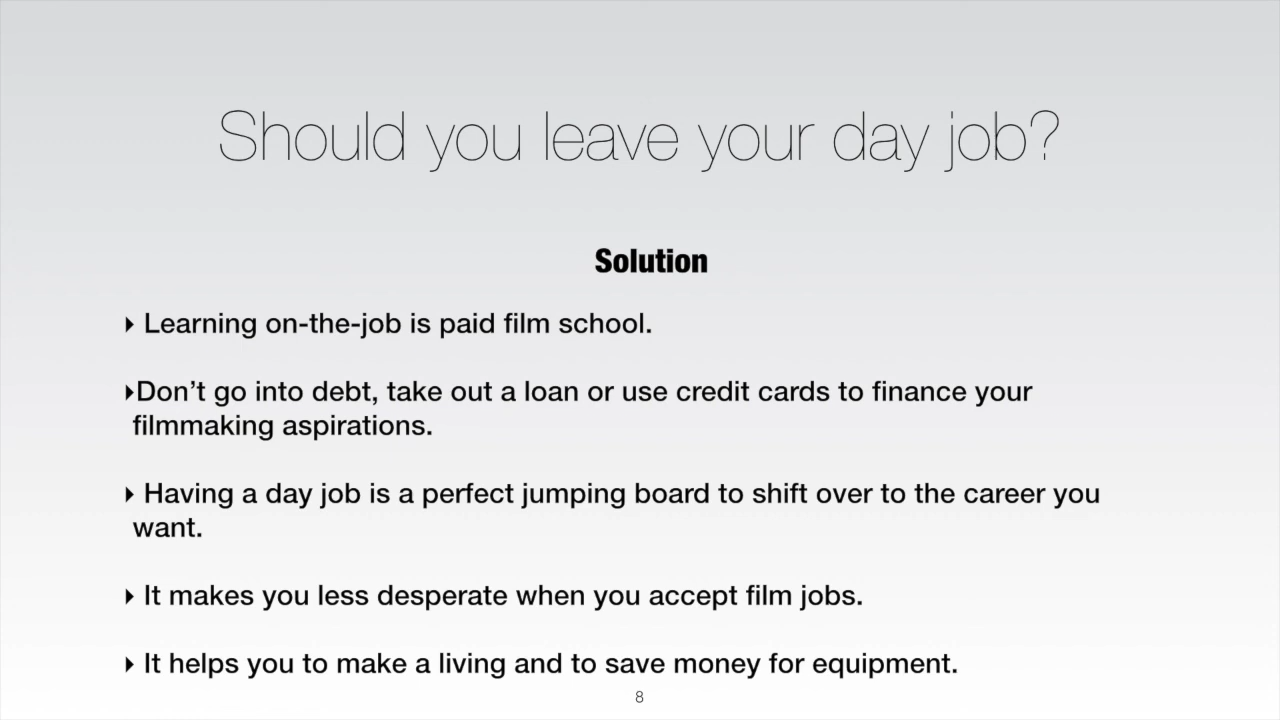 Should you leave your day job?
Solution
‣ Learning on-the-job is paid film school.
‣Don’t go into debt, take out a loan or use credit cards to finance your
filmmaking aspirations.
‣ Having a day job is a perfect jumping board to shift over to the career you
want.
‣ It makes you less desperate when you accept film jobs.
‣ It helps you to make a living and to save money for equipment.
8